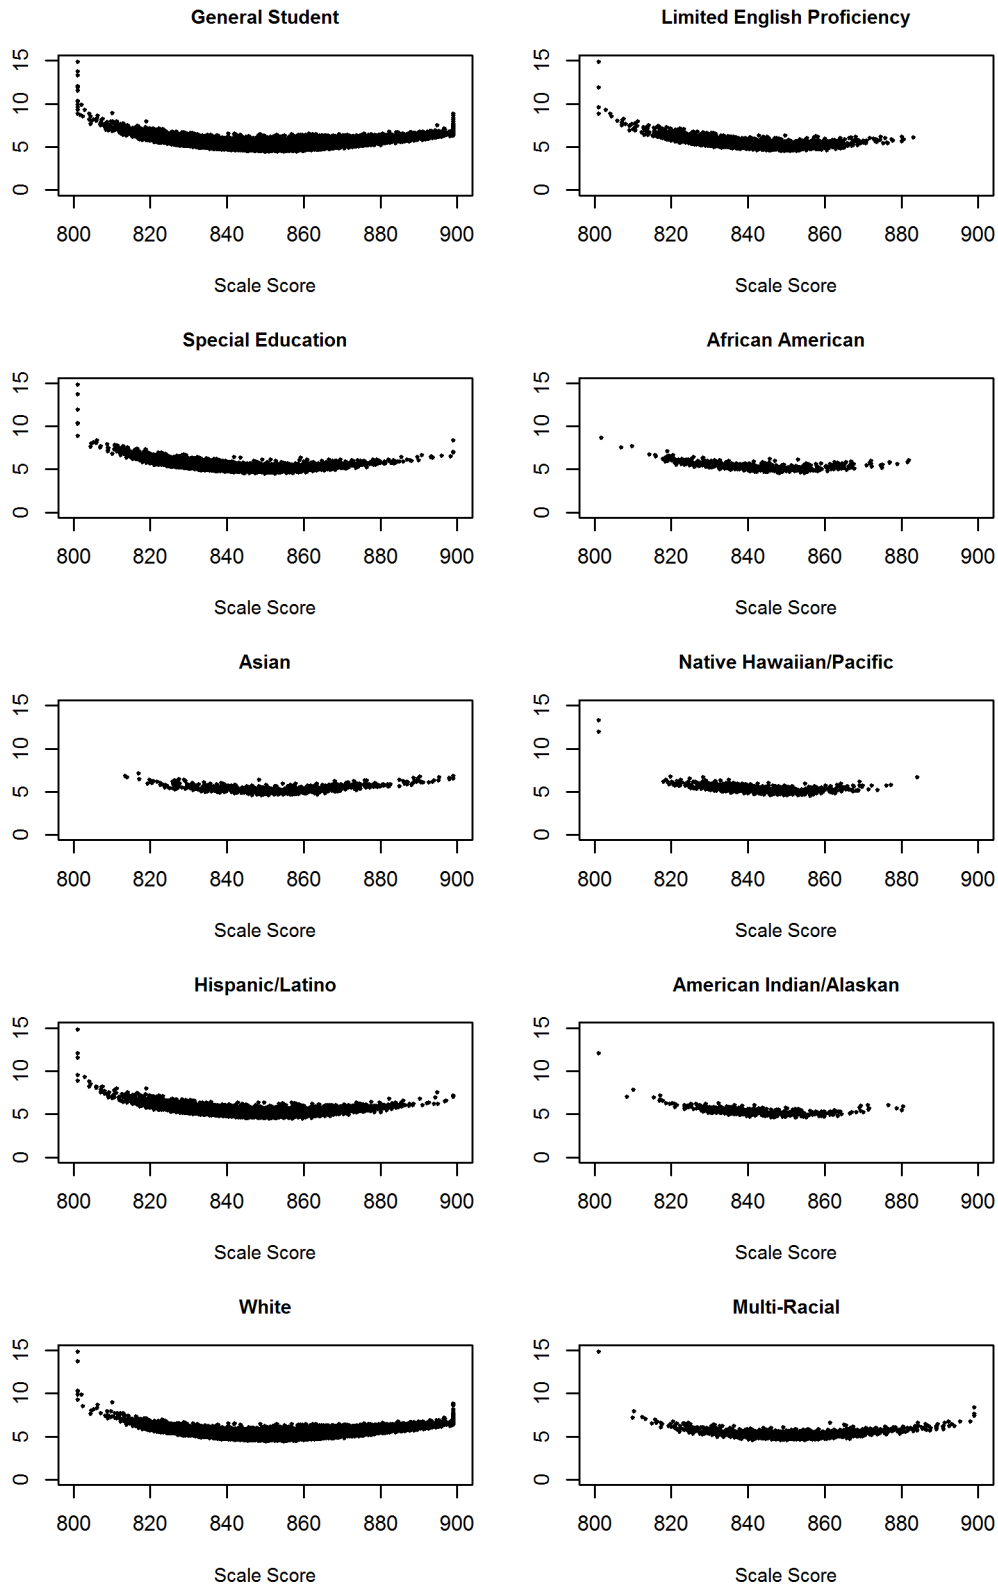 General Student
Limited English Proficiency
15
10
5
0
800 820 840 860 880 900
Scale Score
15
10
5
0
800 820 840 860 880 900
Scale Score
Special Education
African American
15
10
5
0
800 820 840 860 880 900
Scale Score
15
10
5
0
800 820 840 860 880 900
Scale Score
Asian
Native Hawaiian/Pacific
15
10
5
0
800 820 840 860 880 900
Scale Score
15
10
5
0
800 820 840 860 880 900
Scale Score
Hispanic/Latino
American Indian/Alaskan
15
10
5
0
800 820 840 860 880 900
Scale Score
15
10
5
0
800 820 840 860 880 900
Scale Score
White
Multi-Racial
15
10
5
0
800 820 840 860 880 900
Scale Score
15
10
5
0
800 820 840 860 880 900
Scale Score